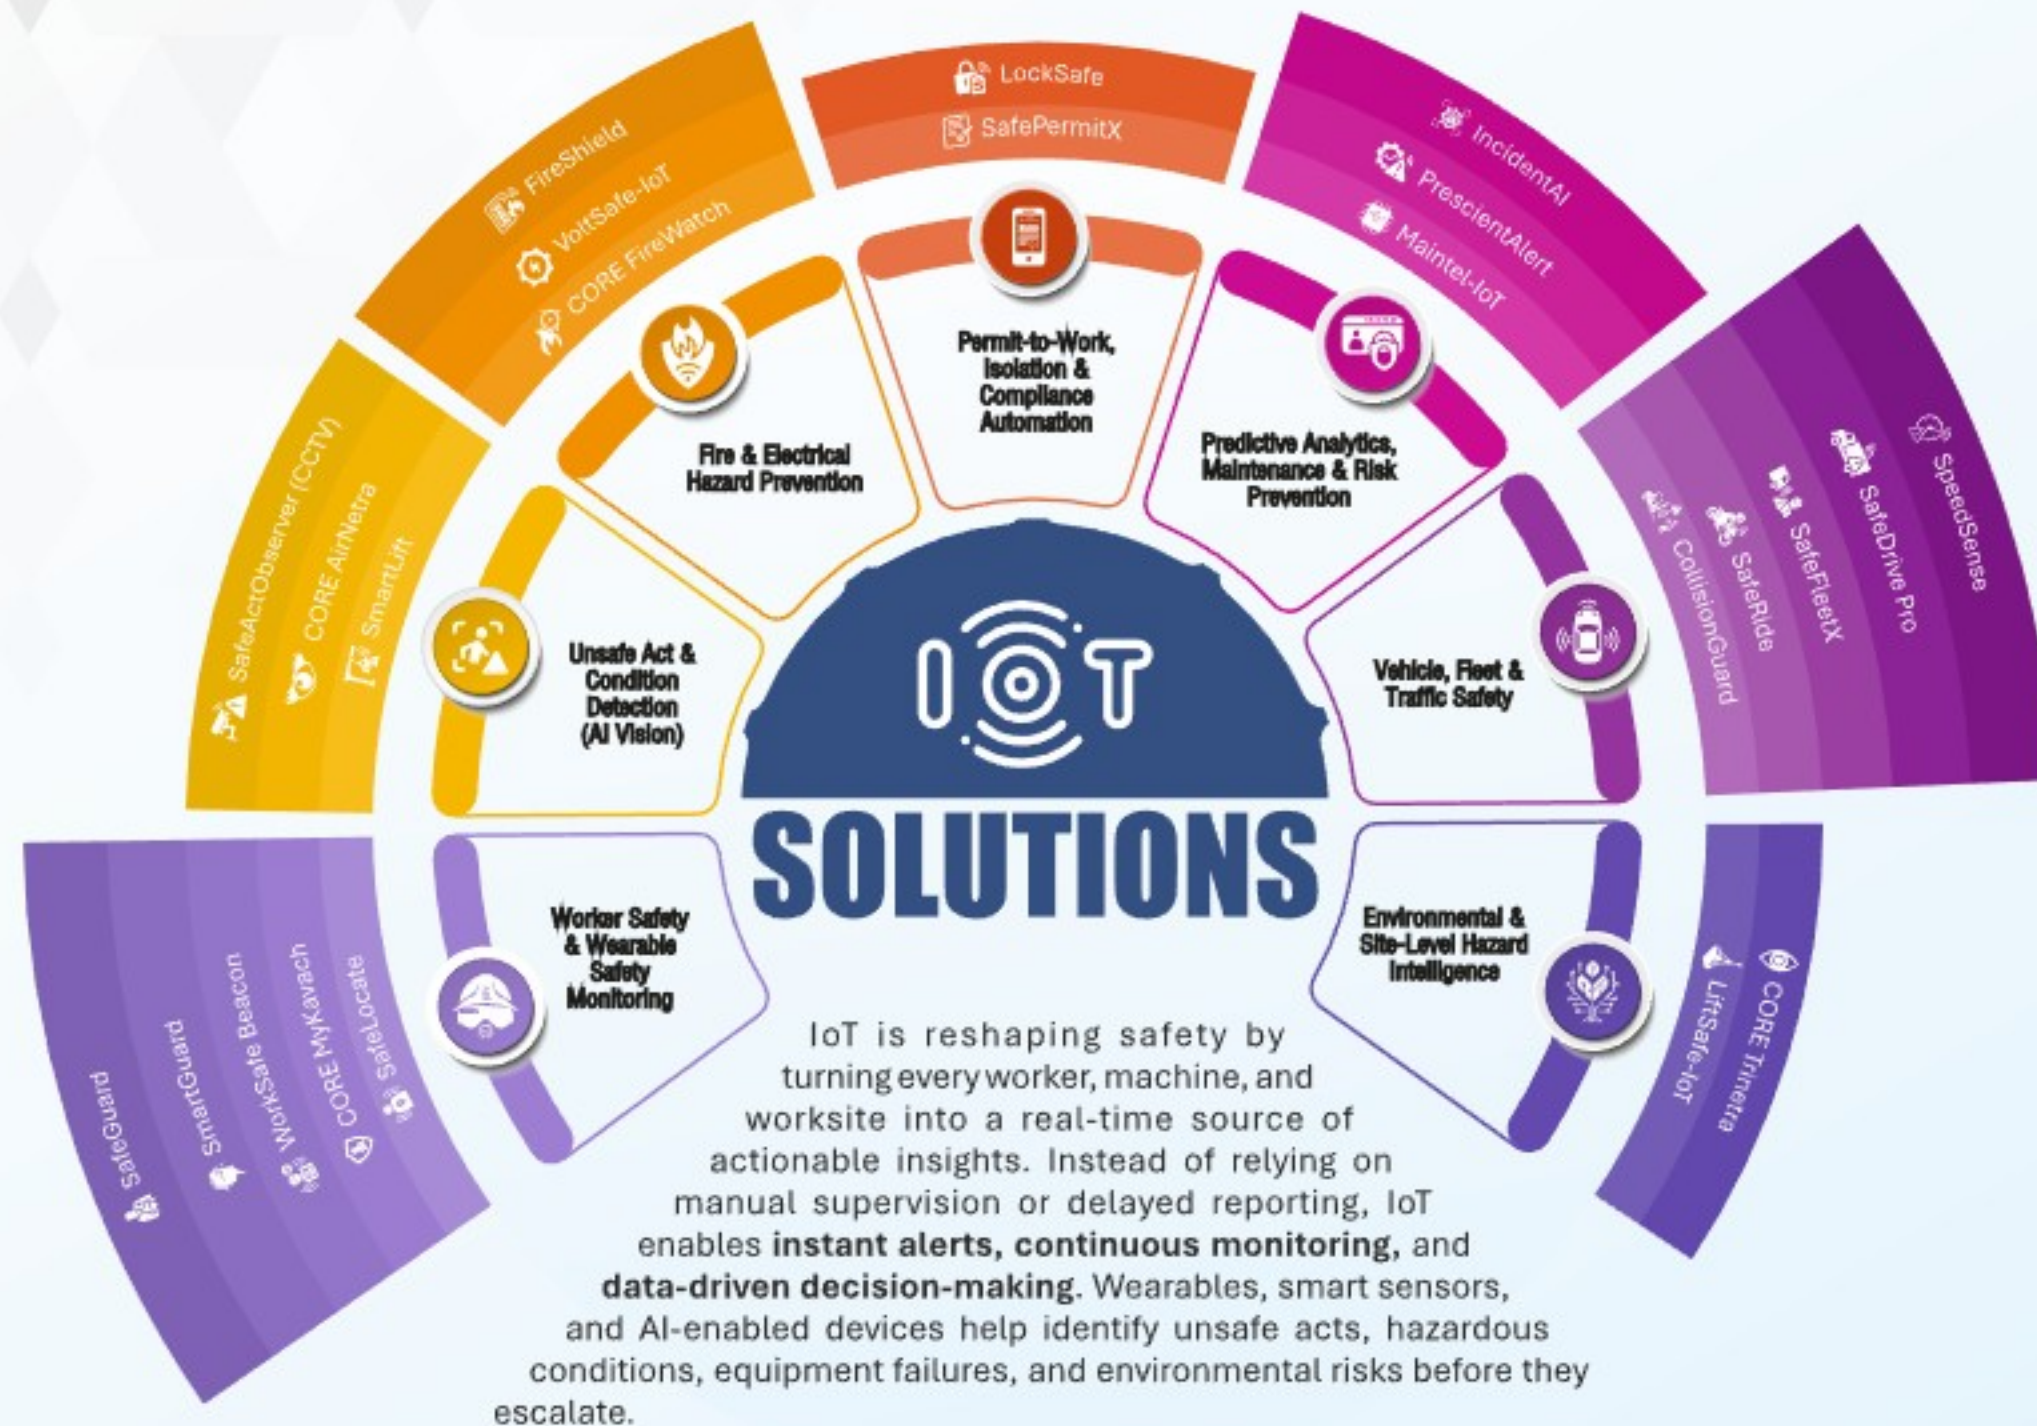 SafeGuard
SmartGuard
WorkSafe Beacon
CORE MyKavach
SafeLocate
Worker Safety
& Wearable
Safety
Monitoring
SafeActObserver (CCTV)
CORE AirNetra
SmartLift
Unsafe Act &
Condition
Detection
(AI Vision)
FireShield
VoltSafe-IoT
CORE FireWatch
Fire & Electrical
Hazard Prevention
LockSafe
SafePermitX
Permit-to-Work,
Isolation &
Compliance
Automation
IncidentAI
PrescientAlert
Maintel-IoT
Predictive Analytics,
Maintenance & Risk
Prevention
SpeedSense
SafeDrive Pro
SafeFleetX
SafeRide
CollisionGuard
Vehicle, Fleet &
Traffic Safety
CORE Trinetra
LiftSafe-IoT
Environmental &
Site-Level Hazard
Intelligence
IOT
SOLUTIONS
IoT is reshaping safety by
turning every worker, machine, and
worksite into a real-time source of
actionable insights. Instead of relying on
manual supervision or delayed reporting, IoT
enables instant alerts, continuous monitoring, and
data-driven decision-making. Wearables, smart sensors,
and AI-enabled devices help identify unsafe acts, hazardous
conditions, equipment failures, and environmental risks before they
escalate.